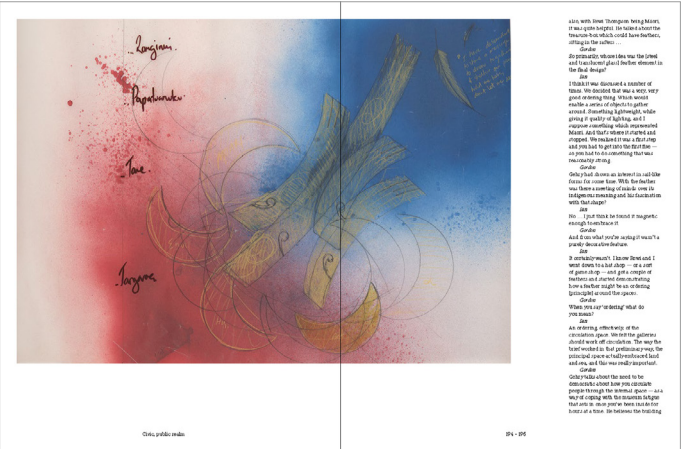 Ranginui
Papatuanuku
Tane
Tangaroa
also, with Rewi Thompson being Maori,
it was quite helpful. He talked about the
treasure-box which could have feathers,
sitting in the rafters …
Gordon
So primarily, whose idea was the [steel
and translucent glass] feather element in
the final design?
Ian
I think it was discussed a number of
times. We decided that was a very, very
good ordering thing. Which would
enable a series of objects to gather
around. Something lightweight, while
giving it quality of lighting, and I
suppose something which represented
Maori. And that's where it started and
stopped. We realised it was a first step
and you had to get into the first five —
so you had to do something that was
reasonably strong.
Gordon
Gehry had shown an interest in sail-like
forms for some time. With the feather
was there a meeting of minds over its
indigenous meaning and his fascination
with that shape?
Ian
No … I just think he found it magnetic
enough to embrace it.
Gordon
And from what you're saying it wasn't a
purely decorative feature.
Ian
It certainly wasn't. I know Rewi and I
went down to a hat shop — or a sort
of game shop — and got a couple of
feathers and started demonstrating
how a feather might be an ordering
[principle] around the spaces.
Gordon
When you say 'ordering' what do
you mean?
Ian
An ordering, effectively, of the
circulation space. We felt the galleries
should work off circulation. The way the
brief worked in that preliminary way, the
principal space actually embraced land
and sea, and this was really important.
Gordon
Gehry talks about the need to be
democratic about how you circulate
people through the internal space — as a
way of coping with the museum fatigue
that sets in once you've been inside for
hours at a time. He believes the building
Civic, public realm
194 – 195